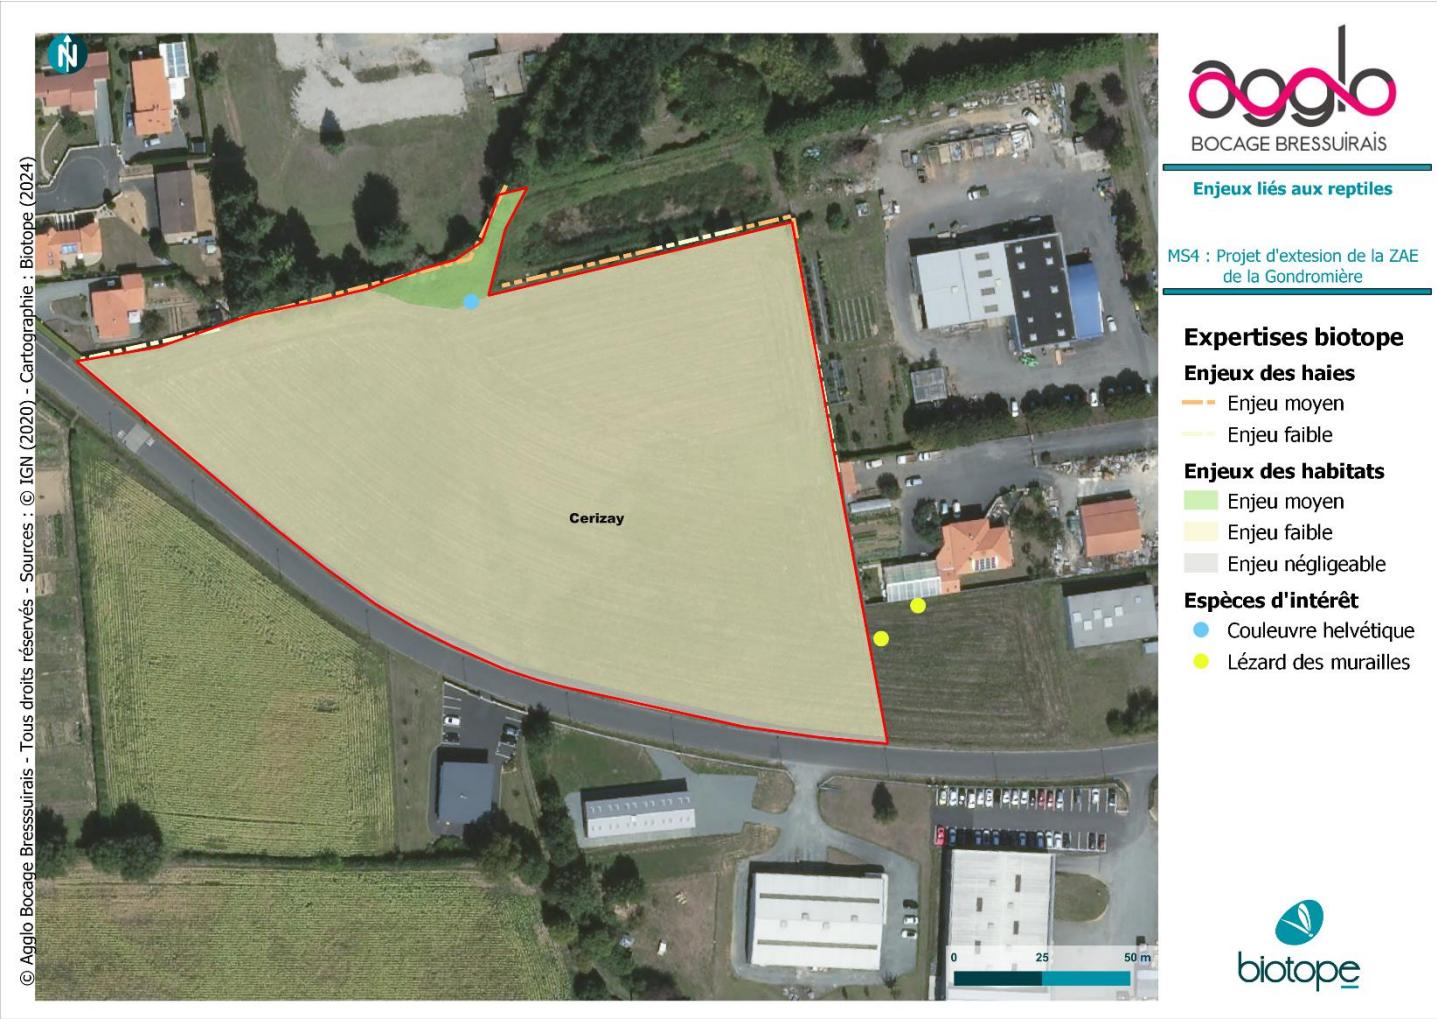 N
© Agglo Bocage Bresssuirais - Tous droits réservés - Sources : © IGN (2020) - Cartographie : Biotope (2024)
Cerizay
0 25 50 m
agglo
BOCAGE BRESSUIRAIS
Enjeux liés aux reptiles
MS4 : Projet d'extesion de la ZAE
de la Gondromière
Expertises biotope
Enjeux des haies
Enjeu moyen
Enjeu faible
Enjeux des habitats
Enjeu moyen
Enjeu faible
Enjeu négligeable
Espèces d'intérêt
Couleuvre helvétique
Lézard des murailles
biotope